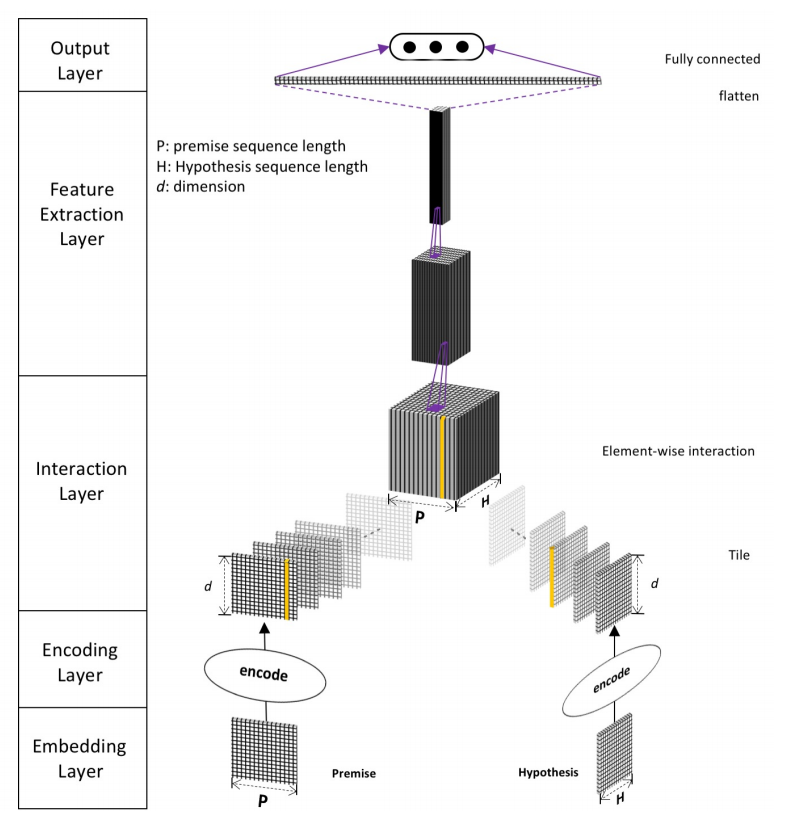 Output
Layer
Fully connected
flatten
P: premise sequence length
H: Hypothesis sequence length
d: dimension
Feature
Extraction
Layer
Interaction
Layer
Element-wise interaction
P
H
Tile
d
d
Encoding
Layer
encode
encode
Embedding
Layer
Premise
Hypothesis
P
H